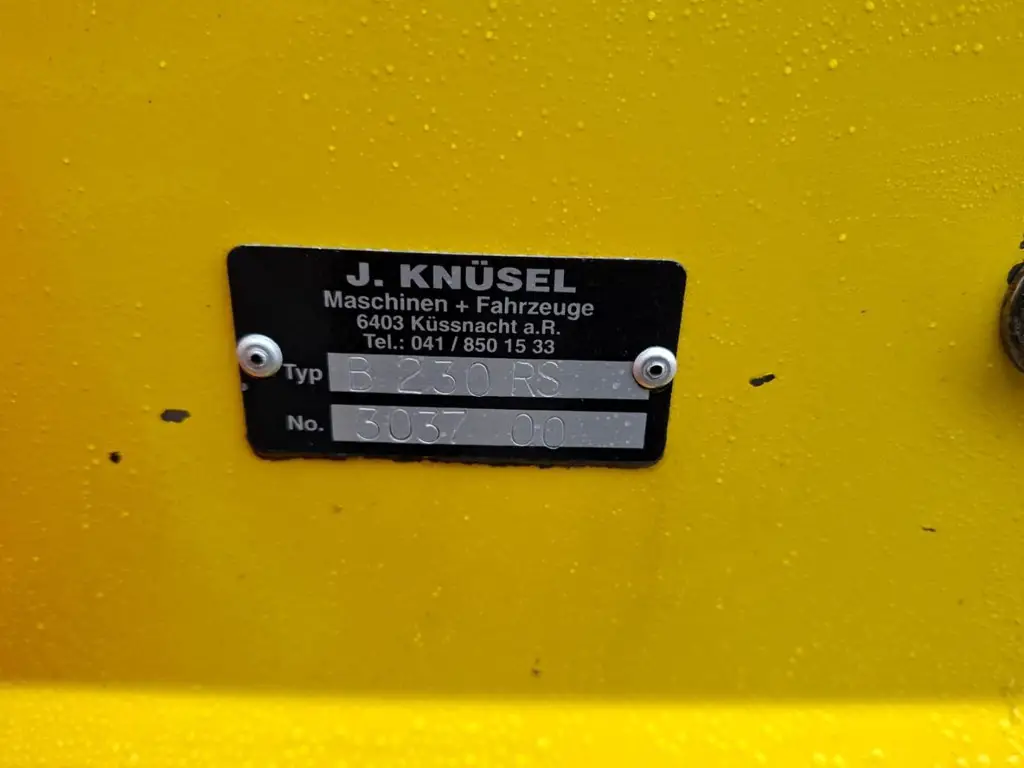 J. KNÜSEL
Maschinen + Fahrzeuge
6403 Küssnacht a.R.
Tel.: 041 / 850 15 33
Typ B 230 RS
No. 3037 00